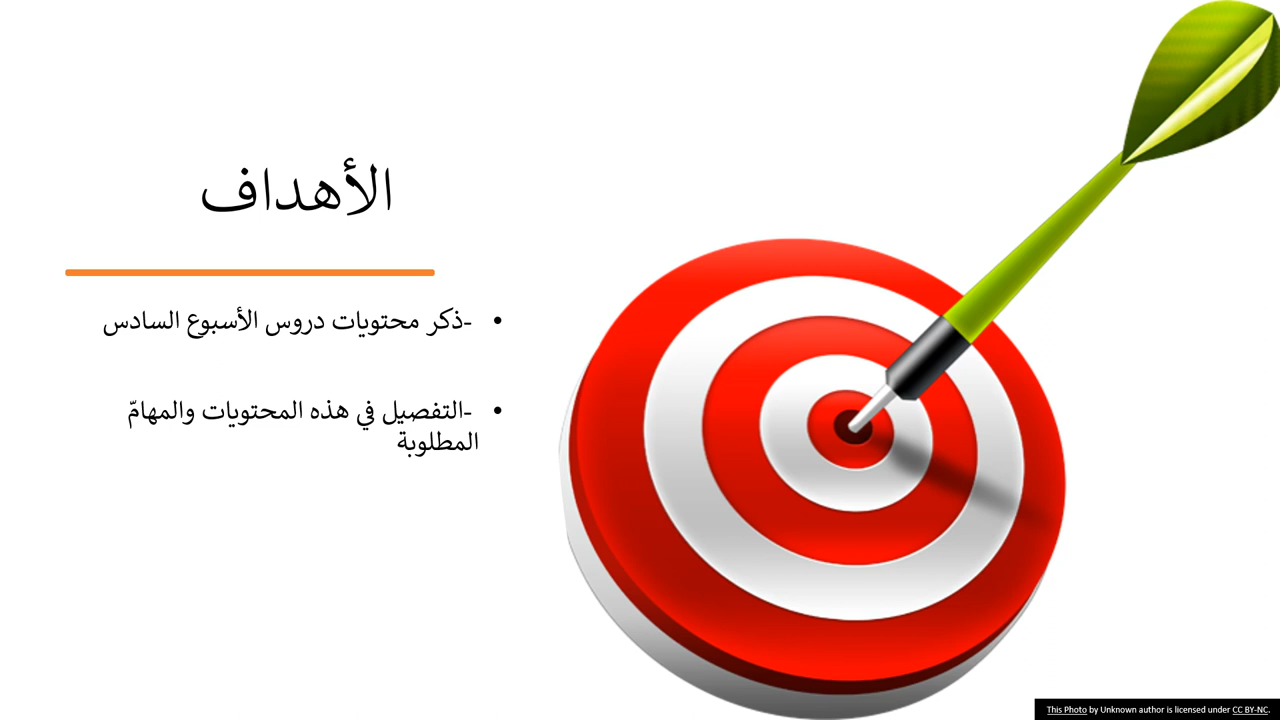 الأهداف
• -ذكر محتويات دروس الأسبوع السادس
• -التفصيل في هذه المحتويات والمهامّ
المطلوبة
This Photo by Unknown author is licensed under CC BY-NC.